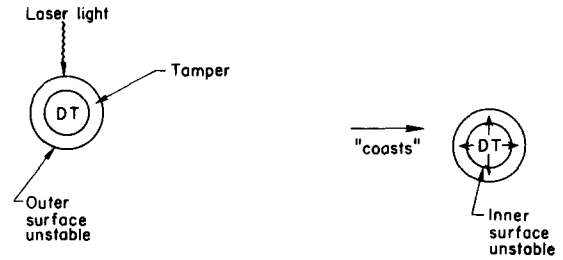 Laser light
Tamper
DT
Outer
surface
unstable
"coasts"
DT
Inner
surface
unstable